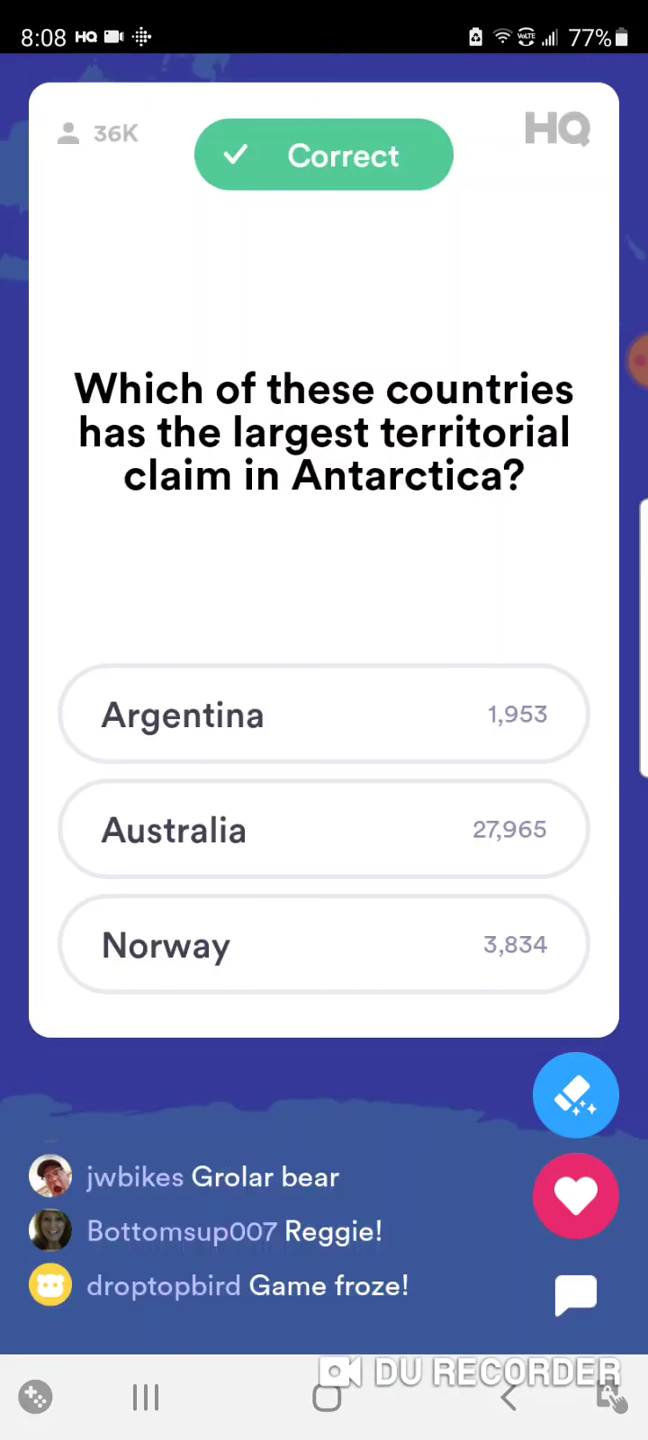 8:08 HQ VoLTE 77%
36K Correct HQ
Which of these countries
has the largest territorial
claim in Antarctica?
Argentina 1,953
Australia 27,965
Norway 3,834
jwbikes Grolar bear
Bottomsup007 Reggie!
droptopbird Game froze!
DU RECORDER